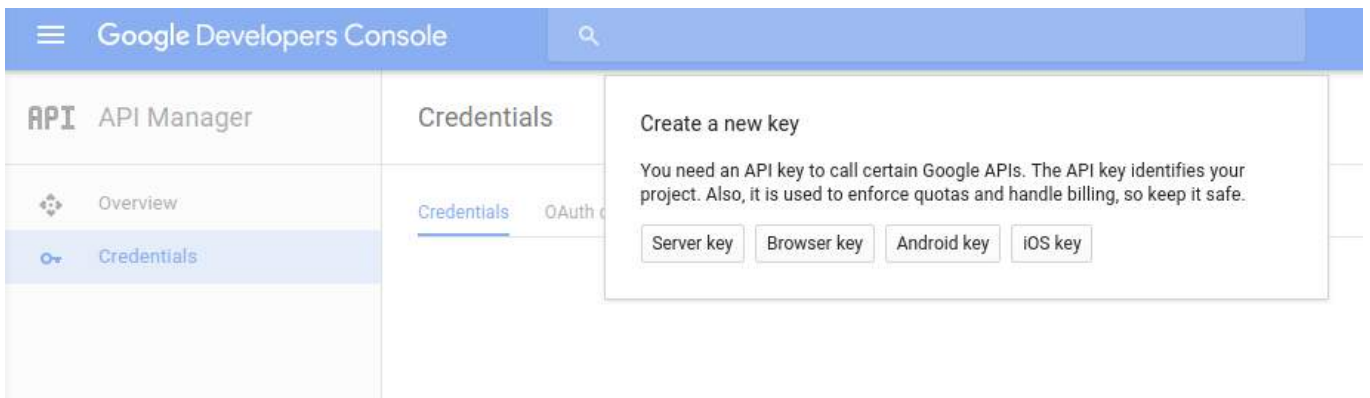 Google Developers Console
API API Manager
Credentials
Overview
Credentials
Credentials OAuth
Create a new key
You need an API key to call certain Google APIs. The API key identifies your
project. Also, it is used to enforce quotas and handle billing, so keep it safe.
Server key Browser key Android key iOS key